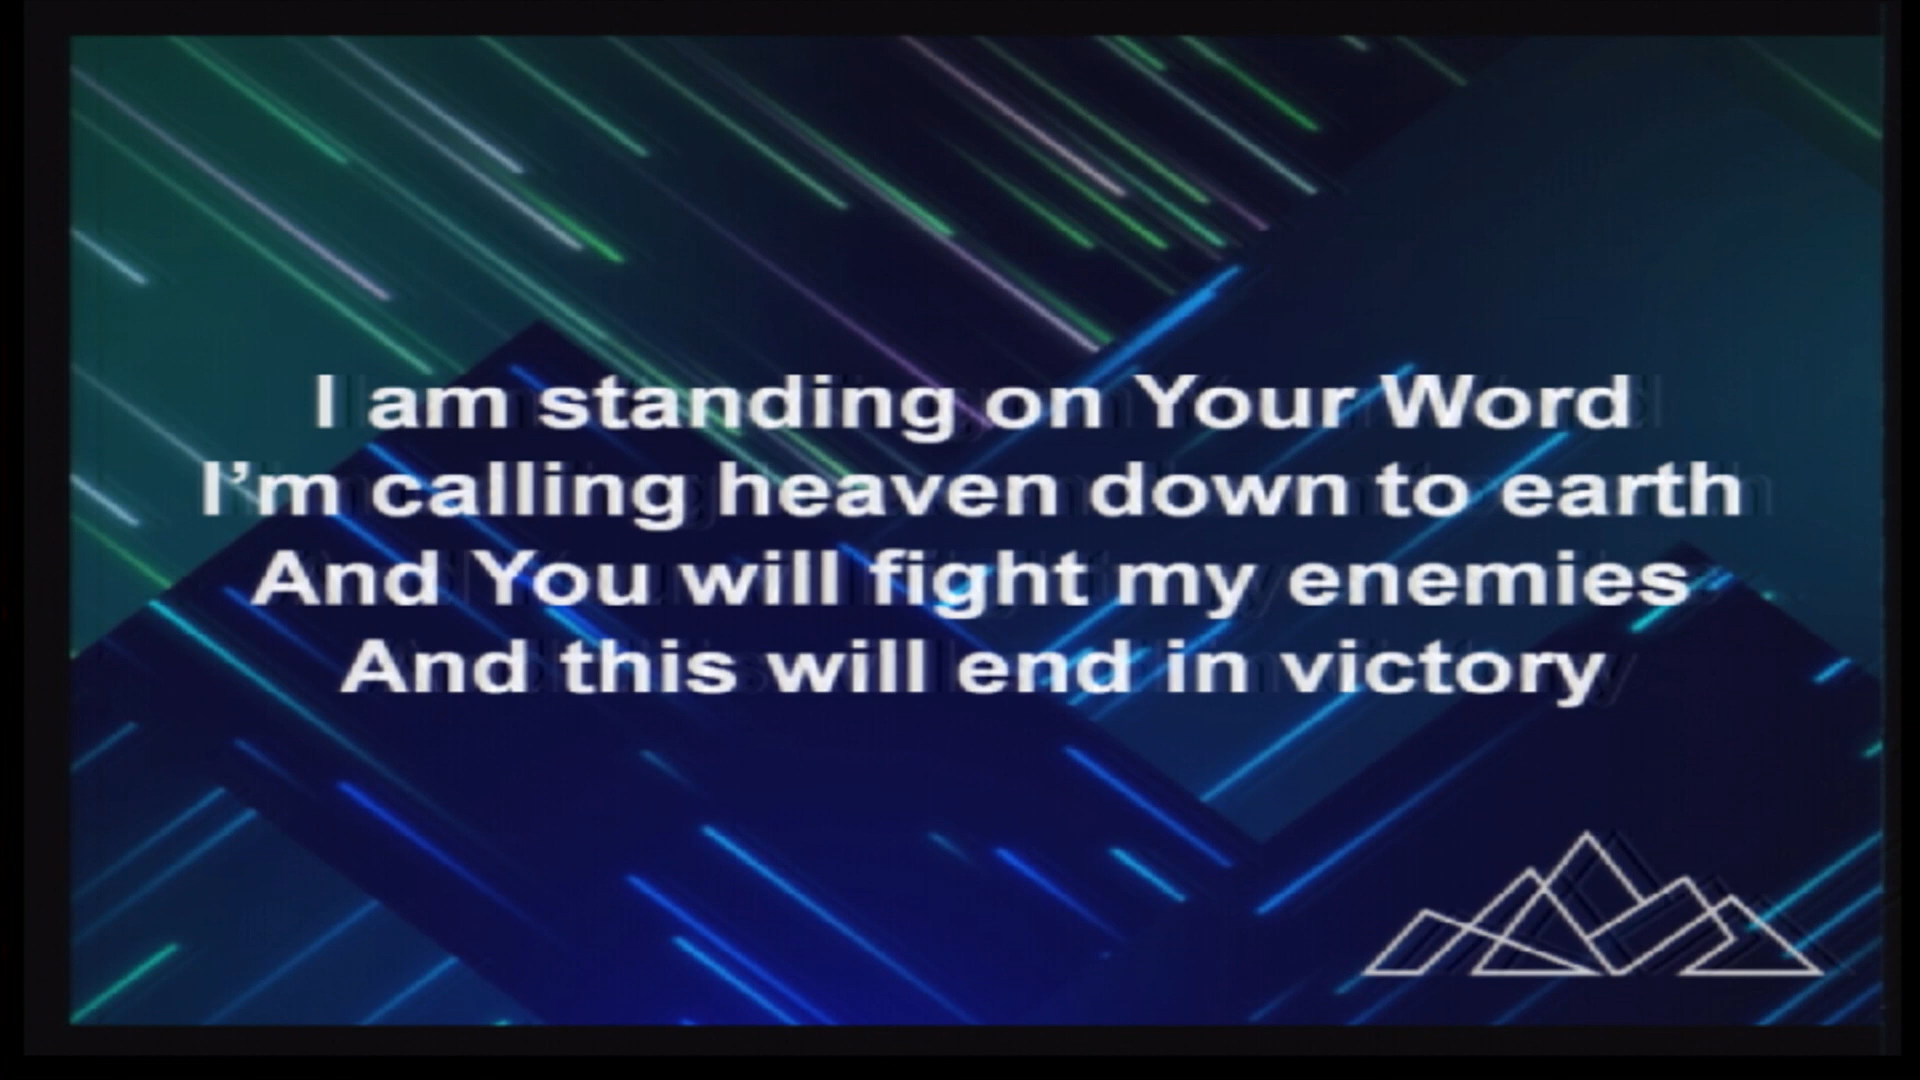 I am standing on Your Word
I’m calling heaven down to earth
And You will fight my enemies
And this will end in victory